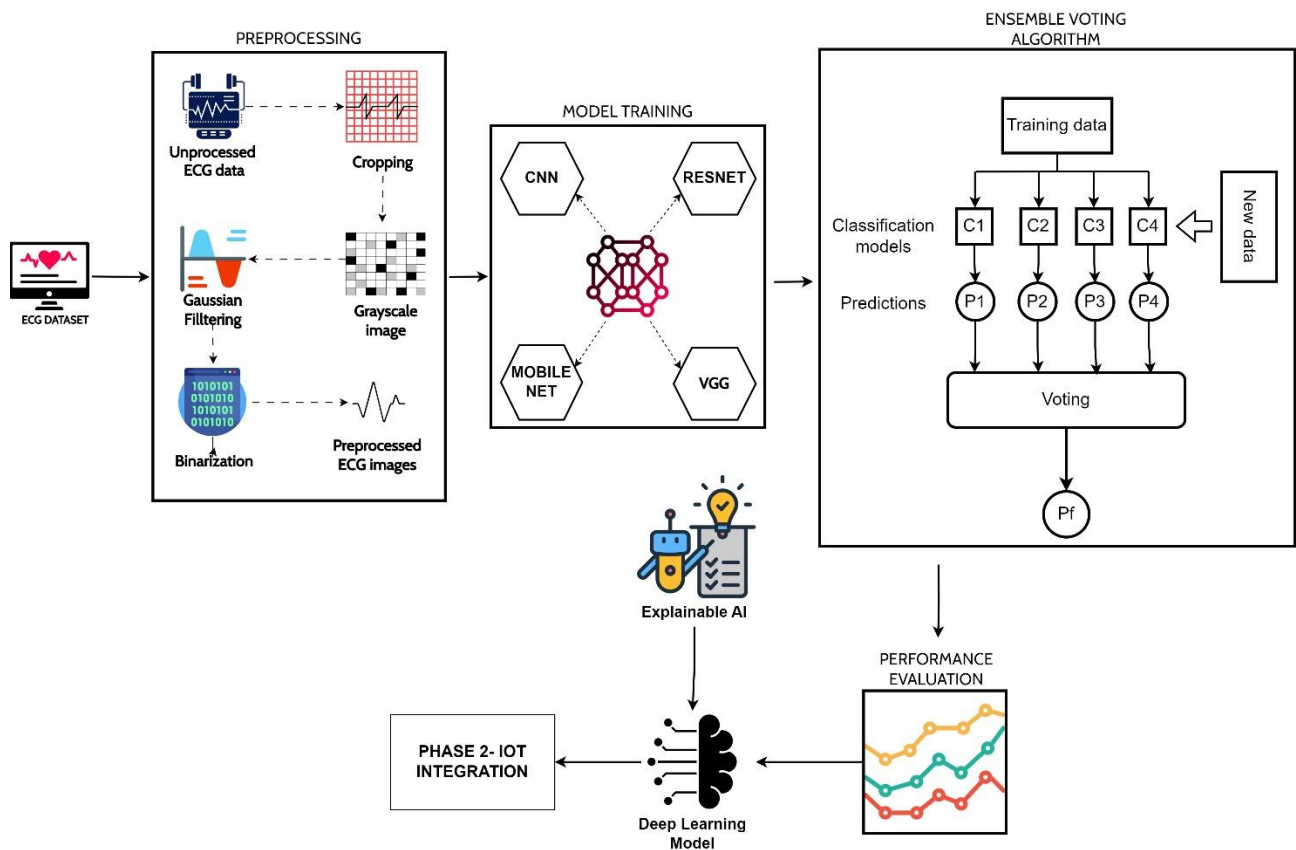 PREPROCESSING
Unprocessed
ECG data
Cropping
Gaussian
Fiiltering
Grayscale
image
1010101
0101010
1010101
0101010
Binarization
Preprocessed
ECG images
ECG DATASET
MODEL TRAINING
CNN
RESNET
MOBILE
NET
VGG
ENSEMBLE VOTING
ALGORITHM
Training data
Classification
models
C1
C2
C3
C4
New data
Predictions
P1
P2
P3
P4
Voting
Pf
Explainable AI
PERFORMANCE
EVALUATION
Deep Learning
Model
PHASE 2- IOT
INTEGRATION